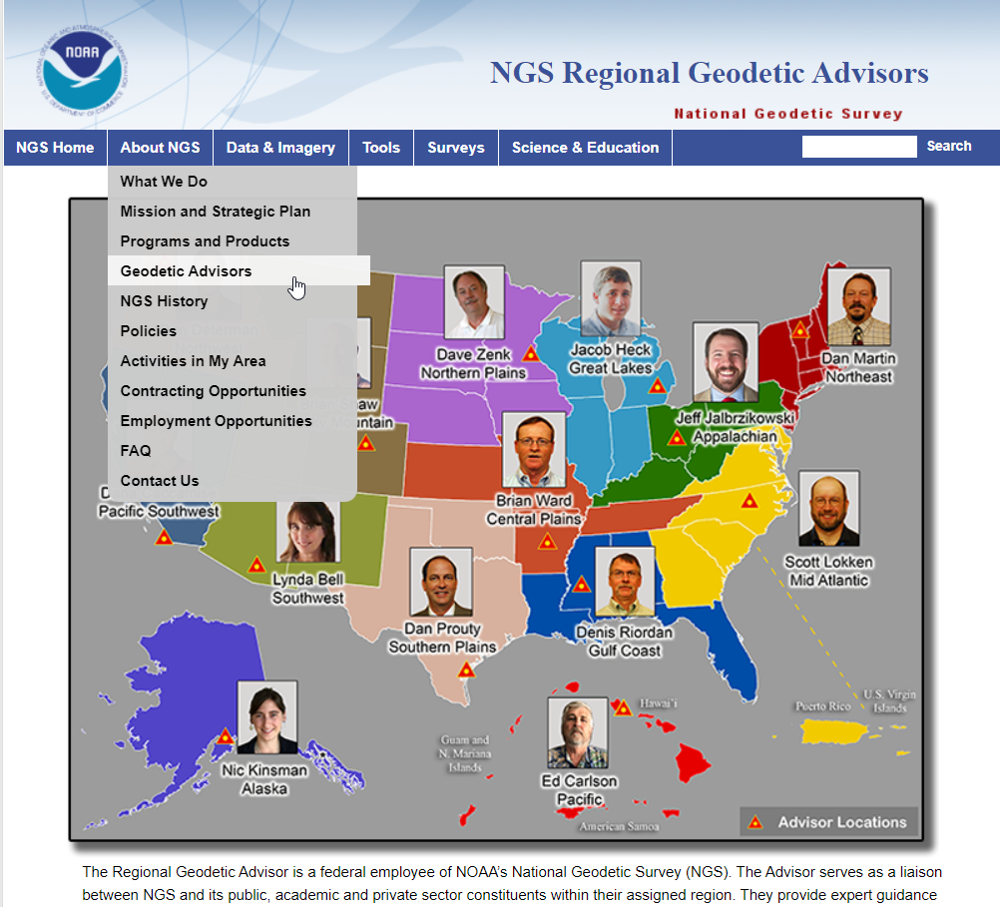 NOAA
NGS Regional Geodetic Advisors
National Geodetic Survey
NGS Home
About NGS
Data & Imagery
Tools
Surveys
Science & Education
Search
What We Do
Mission and Strategic Plan
Programs and Products
Geodetic Advisors
NGS History
Policies
Activities in My Area
Contracting Opportunities
Employment Opportunities
FAQ
Contact Us
Dave Zenk
Northern Plains
Jacob Heck
Great Lakes
Dan Martin
Northeast
Jeff Jalbrzikowski
Appalachian
Brian Ward
Central Plains
Pacific Southwest
Lynda Bell
Southwest
Scott Lokken
Mid Atlantic
Dan Prouty
Southern Plains
Denis Riordan
Gulf Coast
Nic Kinsman
Alaska
Guam and
N. Mariana
Islands
Ed Carlson
Pacific
Hawai'i
American Samoa
Puerto Rico
U.S. Virgin
Islands
Advisor Locations
The Regional Geodetic Advisor is a federal employee of NOAA's National Geodetic Survey (NGS). The Advisor serves as a liaison
between NGS and its public, academic and private sector constituents within their assigned region. They provide expert guidance